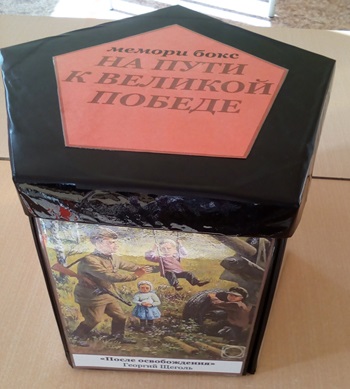 мемори бокс
НА ПУТИ
К ВЕЛИКОЙ
ПОБЕДЕ
«После освобождения»
Георгий Щеголь